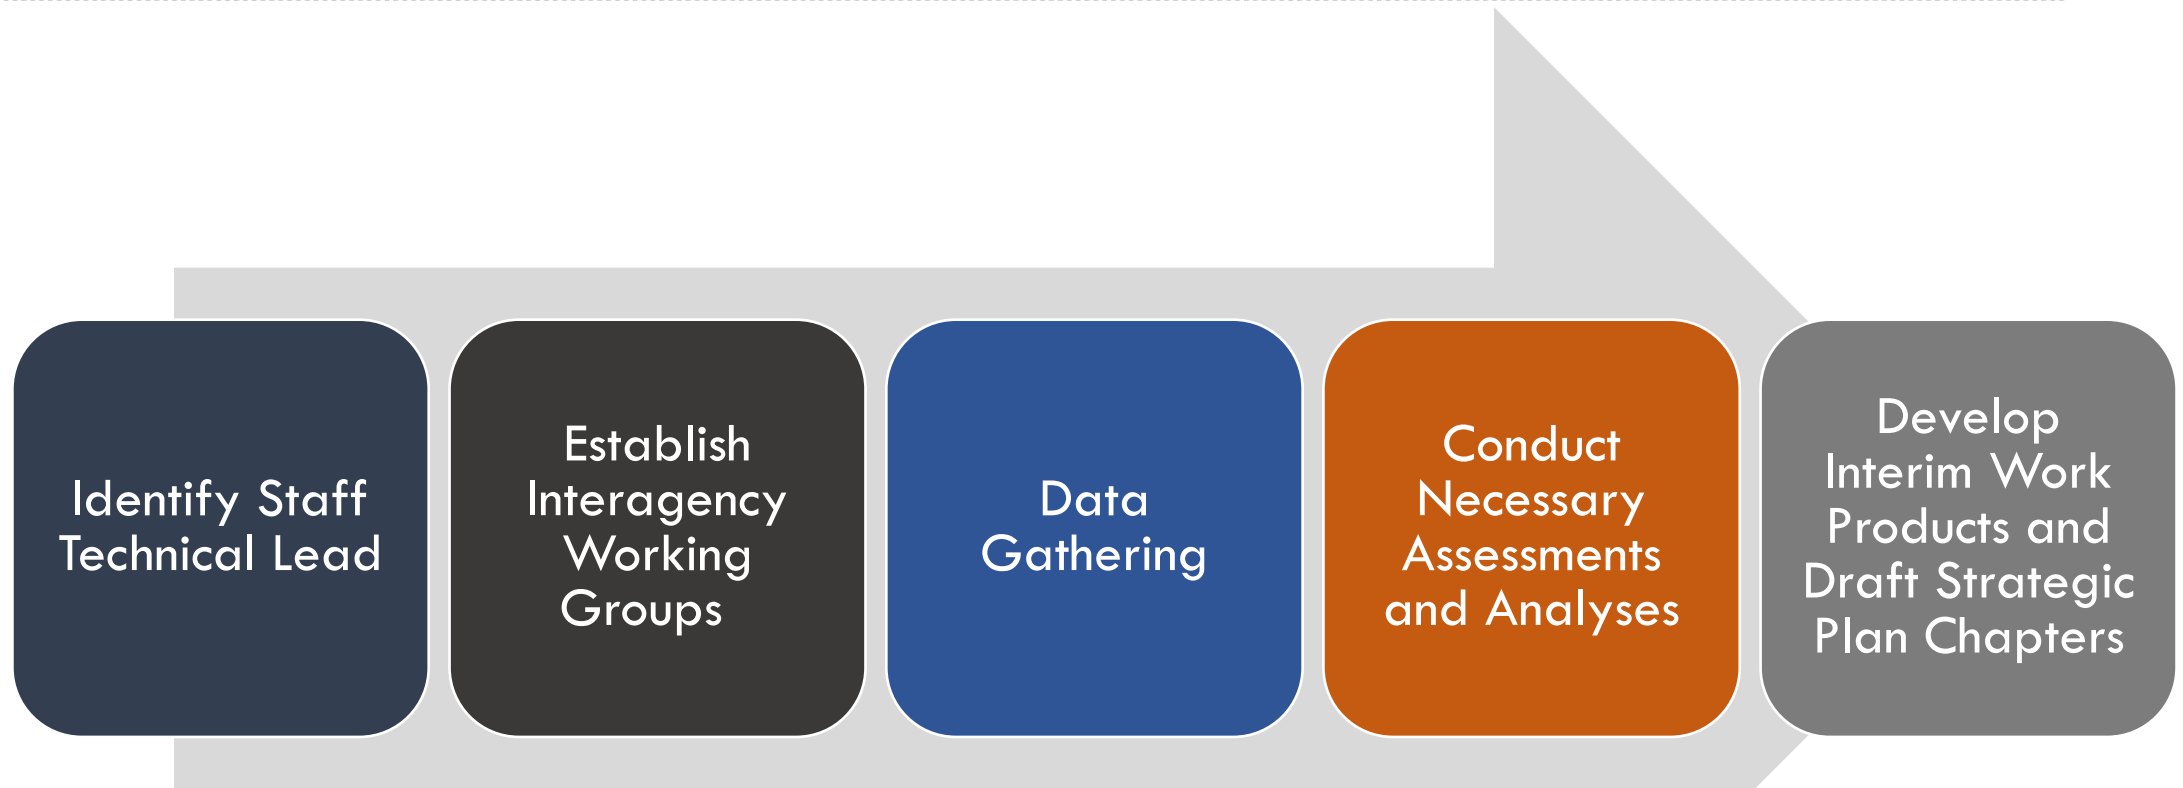 Identify Staff
Technical Lead
Establish
Interagency
Working
Groups
Data
Gathering
Conduct
Necessary
Assessments
and Analyses
Develop
Interim Work
Products and
Draft Strategic
Plan Chapters